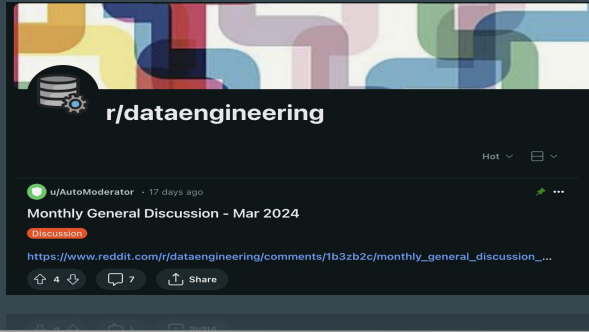 r/dataengineering
Hot
u/AutoModerator • 17 days ago
Monthly General Discussion - Mar 2024
Discussion
https://www.reddit.com/r/dataengineering/comments/1b3zb2c/monthly_general_discussion_...
4 7 Share